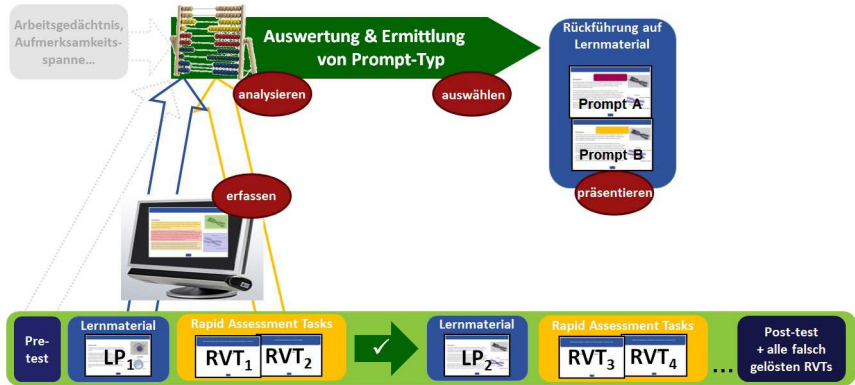 Arbeitsgedächtnis,
Aufmerksamkeits-
spanne...
Auswertung & Ermittlung
von Prompt-Typ
analysieren
auswählen
Rückführung auf
Lernmaterial
Prompt A
Prompt B
präsentieren
erfassen
Pre-
test
Lernmaterial
LP1
Rapid Assessment Tasks
RVT1
RVT2
✓
Lernmaterial
LP2
Rapid Assessment Tasks
RVT3
RVT4
...
Post-test
+ alle falsch
gelösten RVTs